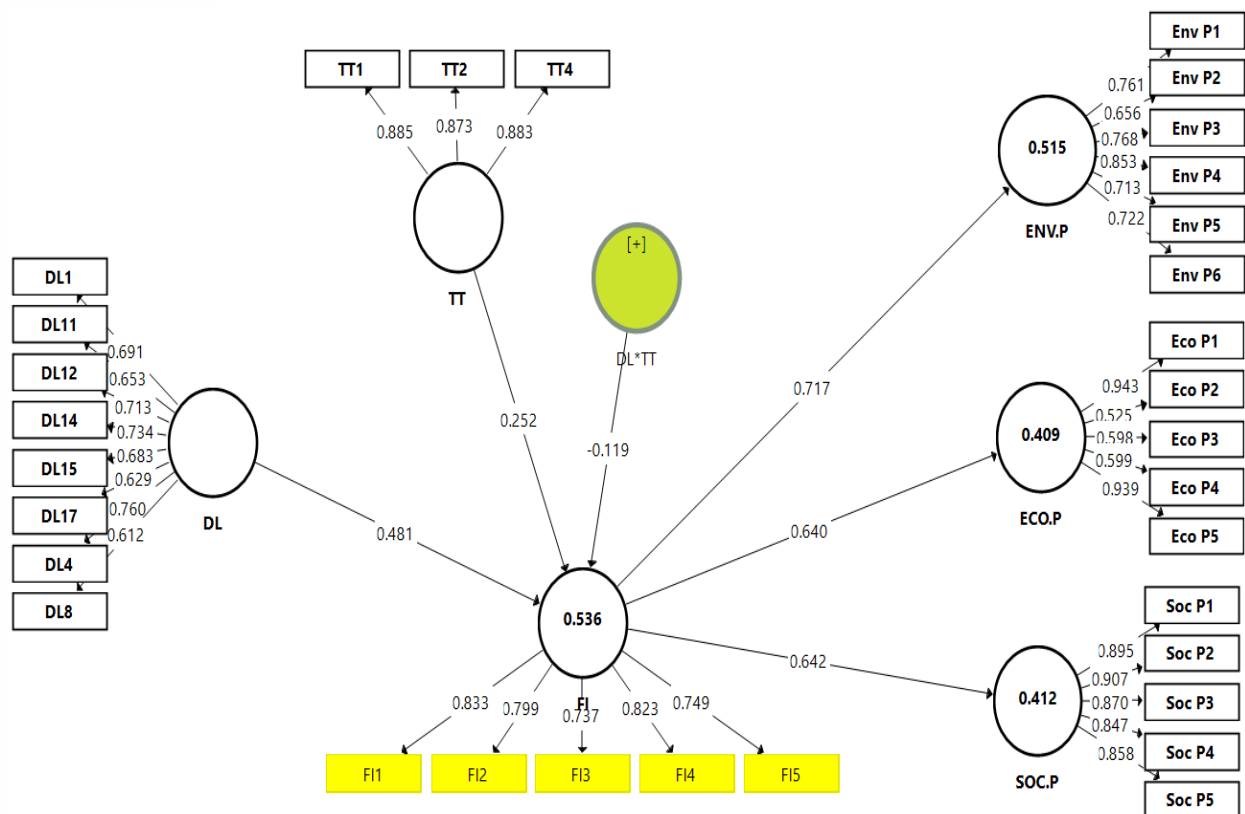 TT1
TT2
TT4
0.885
0.873
0.883
TT
[+]
DL*TT
DL1
DL11
DL12
DL14
DL15
DL17
DL4
DL8
0.691
0.653
0.713
0.734
0.683
0.629
0.760
0.612
DL
0.481
0.252
-0.119
0.536
FI
0.833
0.799
0.737
0.823
0.749
FI1
FI2
FI3
FI4
FI5
0.717
0.640
0.642
0.515
ENV.P
0.761
0.656
0.768
0.853
0.713
0.722
Env P1
Env P2
Env P3
Env P4
Env P5
Env P6
0.409
ECO.P
0.943
0.525
0.598
0.599
0.939
Eco P1
Eco P2
Eco P3
Eco P4
Eco P5
0.412
SOC.P
0.895
0.907
0.870
0.847
0.858
Soc P1
Soc P2
Soc P3
Soc P4
Soc P5